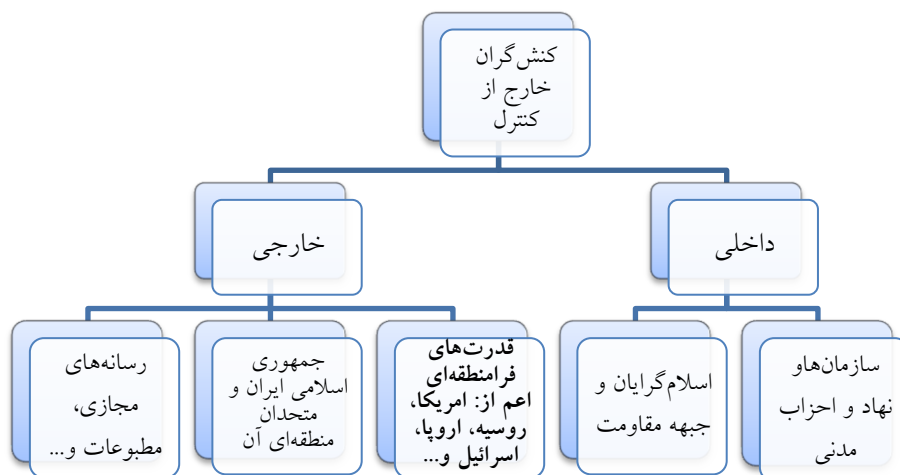 کنش‌گران
خارج از
کنترل
داخلی
خارجی
سازمان‌هاو
نهاد و احزاب
مدنی
اسلام‌گرایان و
جبهه مقاومت
قدرت‌های
فرامنطقه‌ای
اعم از: امریکا،
روسیه، اروپا،
اسرائیل و...
جمهوری
اسلامی ایران و
متحدان
منطقه‌ای آن
رسانه‌های
مجازی،
مطبوعات و...